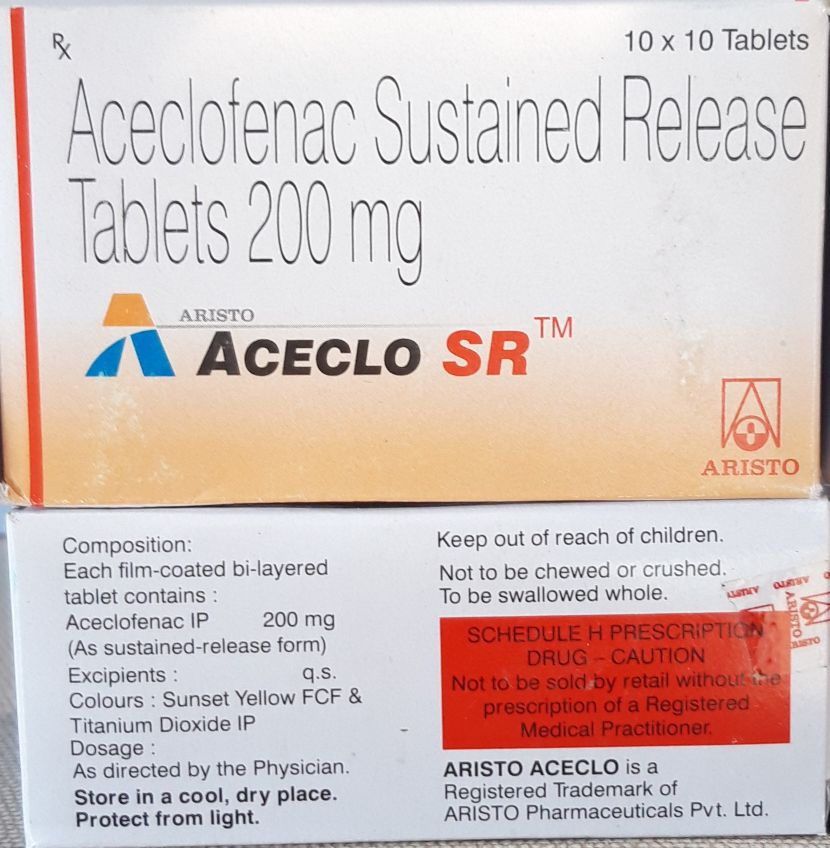 Rx
10 x 10 Tablets
Aceclofenac Sustained Release
Tablets 200 mg
ARISTO
ACECLO SR™
ARISTO
Composition:
Each film-coated bi-layered
tablet contains :
Aceclofenac IP 200 mg
(As sustained-release form)
Excipients : q.s.
Colours : Sunset Yellow FCF &
Titanium Dioxide IP
Dosage :
As directed by the Physician.
Store in a cool, dry place.
Protect from light.
Keep out of reach of children.
Not to be chewed or crushed.
To be swallowed whole.
SCHEDULE H PRESCRIPTION
DRUG – CAUTION
Not to be sold by retail without the
prescription of a Registered
Medical Practitioner.
ARISTO ACECLO is a
Registered Trademark of
ARISTO Pharmaceuticals Pvt. Ltd.
ARISTO
ARISTO
ARISTO
ARISTO